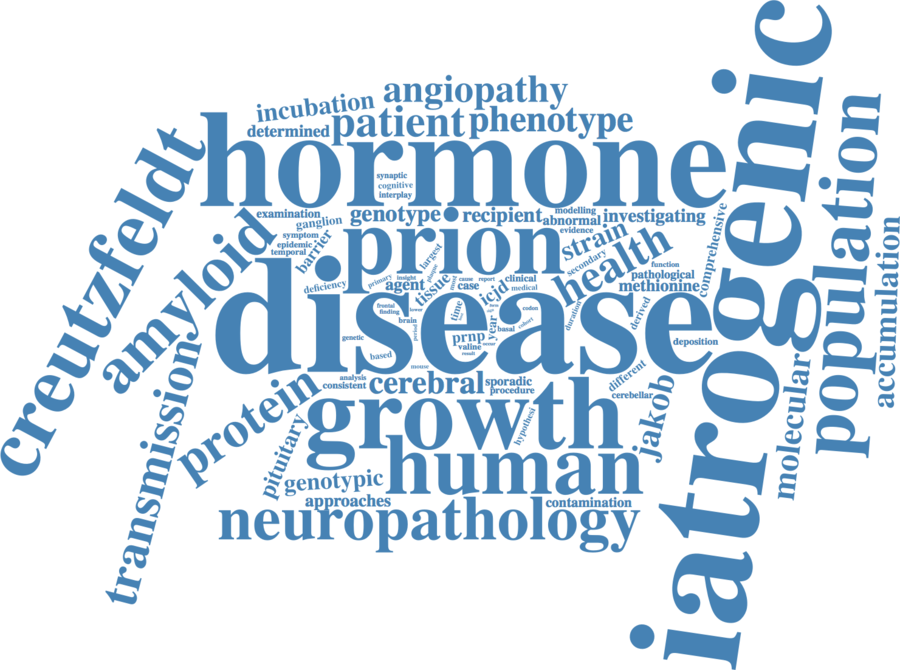 iatrogenic
angiopathy
incubation
determined
patient
phenotype
hormone
synaptic
cognitive
interplay
population
creutzfeldt
amyloid
examination
ganglion
symptom
epidemic
temporal
barrier
genotype
recipient
modelling
abnormal
evidence
investigating
prion
strain
secondary
health
comprehensive
function
pathological
methionine
accumulation
deficiency
largest
primary
insight
agent
tissue
plaque
cause
case
report
clinical
medical
icjd
disease
frontal
finding
brain
lower
period
time
year
codon
basal
cohort
duration
derived
deposition
genetic
based
prnp
valine
result
mouse
transmission
protein
analysis
consistent
cerebral
sporadic
procedure
different
cerebellar
jakob
molecular
growth
hypothesi
pituitary
genotypic
human
approaches
contamination
neuropathology